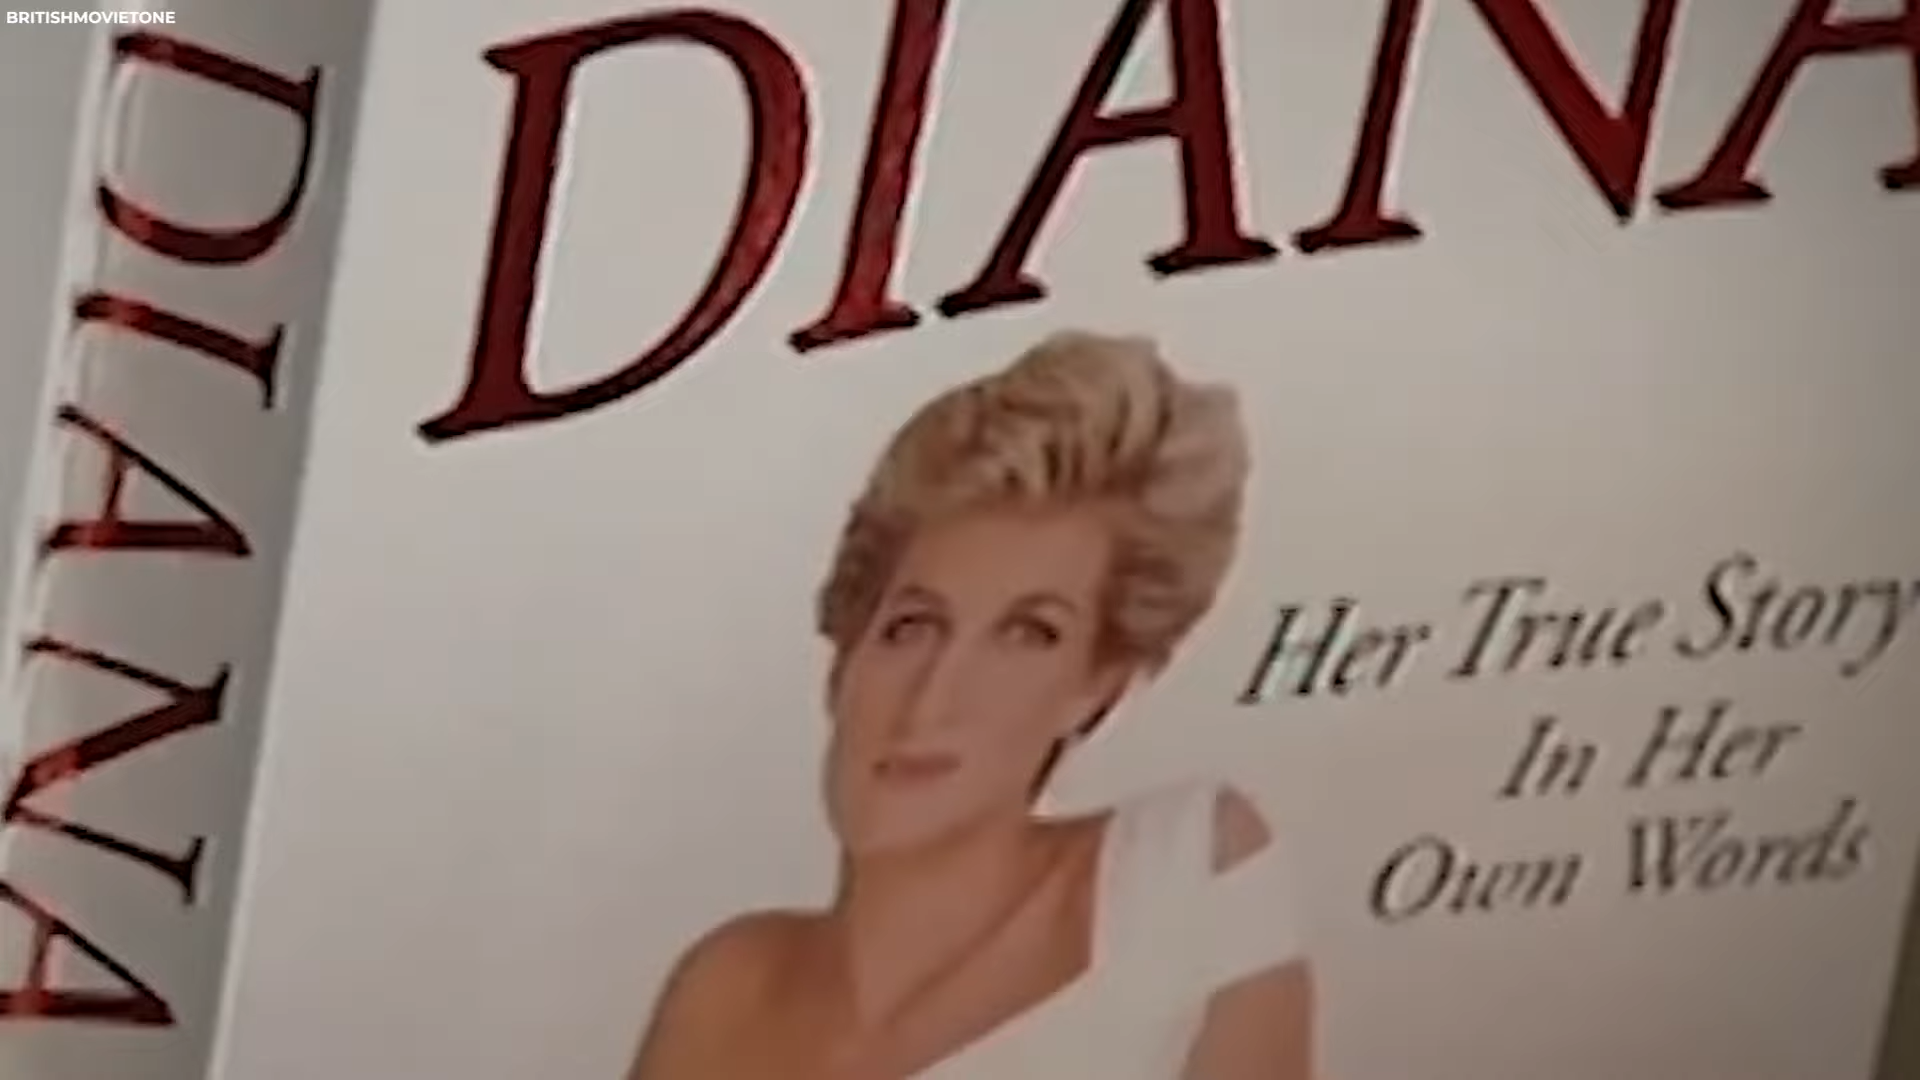 BRITISHMOVIETONE
DIANA
DIANA
Her True Story
In Her
Own Words